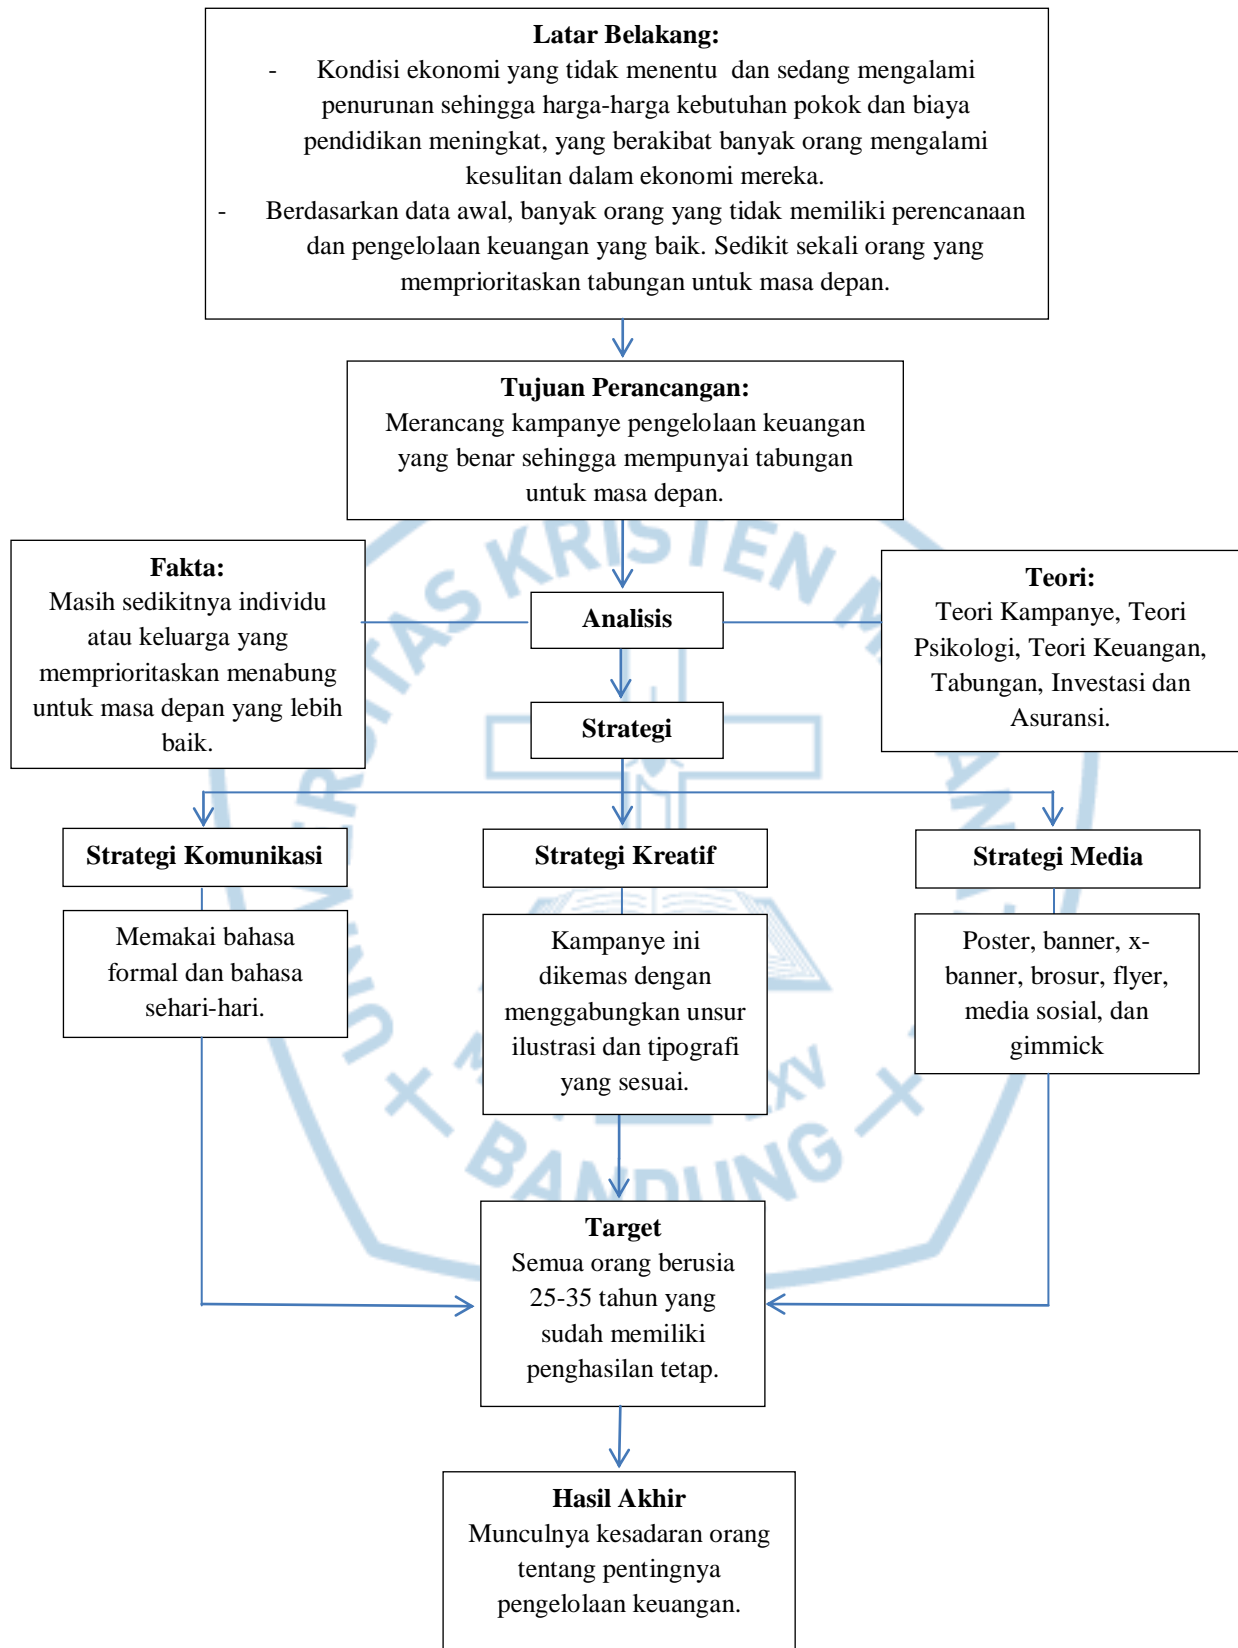 Latar Belakang:
- Kondisi ekonomi yang tidak menentu dan sedang mengalami
penurunan sehingga harga-harga kebutuhan pokok dan biaya
pendidikan meningkat, yang berakibat banyak orang mengalami
kesulitan dalam ekonomi mereka.
- Berdasarkan data awal, banyak orang yang tidak memiliki perencanaan
dan pengelolaan keuangan yang baik. Sedikit sekali orang yang
memprioritaskan tabungan untuk masa depan.
Tujuan Perancangan:
Merancang kampanye pengelolaan keuangan
yang benar sehingga mempunyai tabungan
untuk masa depan.
Fakta:
Masih sedikitnya individu
atau keluarga yang
memprioritaskan menabung
untuk masa depan yang lebih
baik.
Analisis
Teori:
Teori Kampanye, Teori
Psikologi, Teori Keuangan,
Tabungan, Investasi dan
Asuransi.
Strategi
Strategi Komunikasi
Memakai bahasa
formal dan bahasa
sehari-hari.
Strategi Kreatif
Kampanye ini
dikemas dengan
menggabungkan unsur
ilustrasi dan tipografi
yang sesuai.
Strategi Media
Poster, banner, x-
banner, brosur, flyer,
media sosial, dan
gimmick
Target
Semua orang berusia
25-35 tahun yang
sudah memiliki
penghasilan tetap.
Hasil Akhir
Munculnya kesadaran orang
tentang pentingnya
pengelolaan keuangan.
KRISTEN
BANDUNG